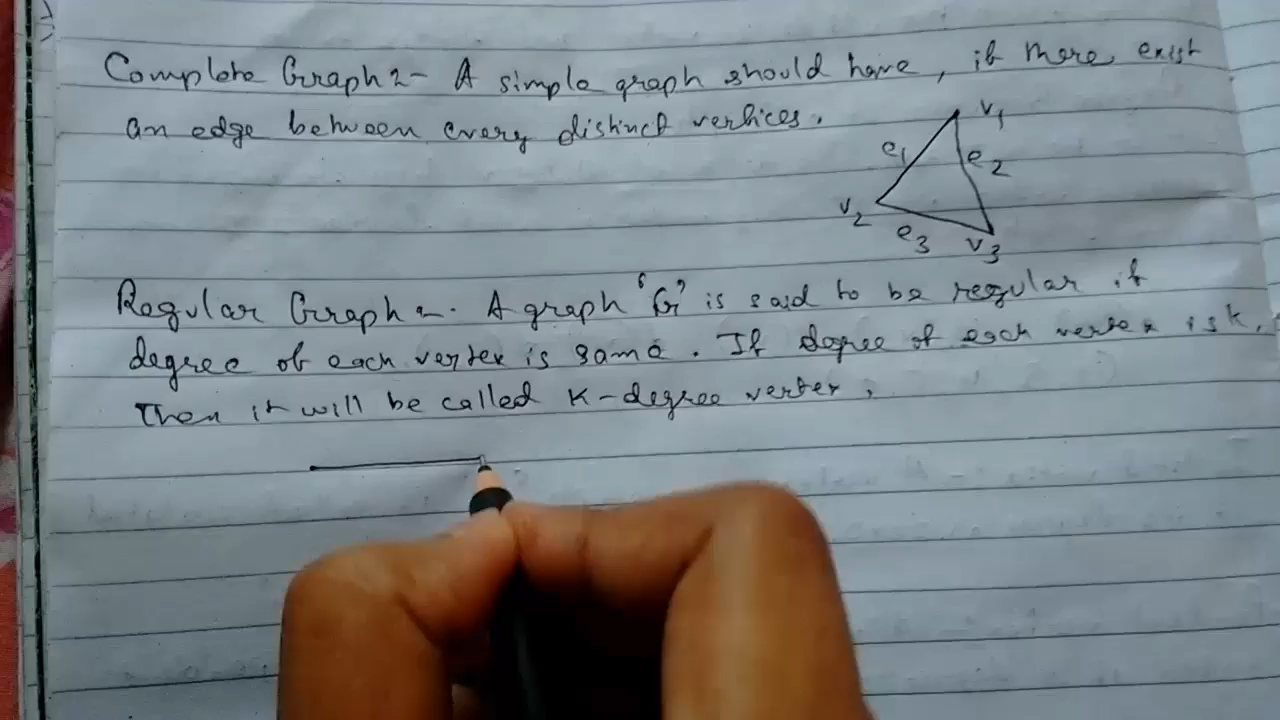 Complete Graph :- A simple graph should have, if there exist
an edge between every distinct vertices.
v1
e1 e2
v2
e3 v3
Regular Graph :- A graph 'G' is said to be regular if
degree of each vertex is same. If degree of each vertex is k,
Then it will be called K-degree vertex,